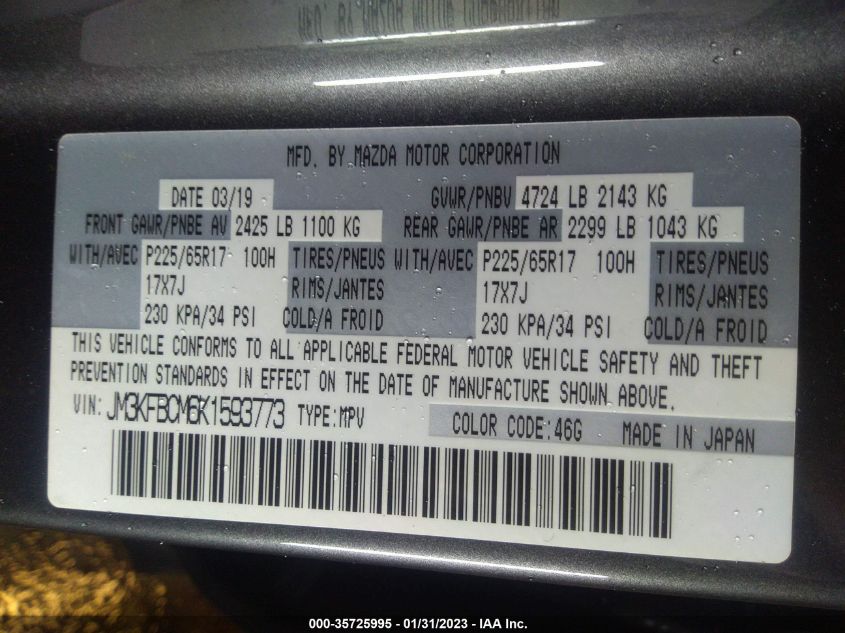 MFD. BY MAZDA MOTOR CORPORATION
DATE 03/19 GVWR/PNBV 4724 LB 2143 KG
FRONT GAWR/PNBE AV 2425 LB 1100 KG REAR GAWR/PNBE AR 2299 LB 1043 KG
WITH/AVEC P225/65R17 100H TIRES/PNEUS WITH/AVEC P225/65R17 100H TIRES/PNEUS
17X7J RIMS/JANTES 17X7J RIMS/JANTES
230 KPA/34 PSI COLD/A FROID 230 KPA/34 PSI COLD/A FROID
THIS VEHICLE CONFORMS TO ALL APPLICABLE FEDERAL MOTOR VEHICLE SAFETY AND THEFT
PREVENTION STANDARDS IN EFFECT ON THE DATE OF MANUFACTURE SHOWN ABOVE.
VIN: JM3KFBCM6K1593773 TYPE:MPV COLOR CODE:46G MADE IN JAPAN
000-35725995 - 01/31/2023 - IAA Inc.